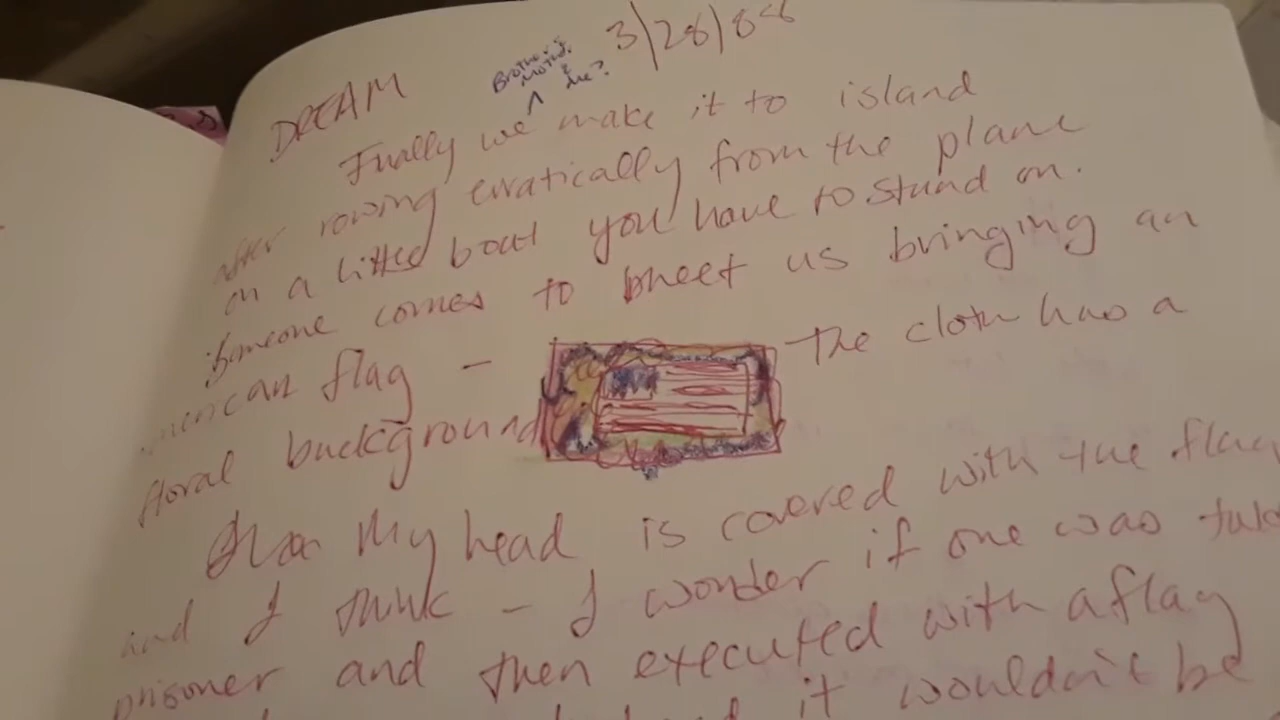 3/28/88
DREAM
Brother, mother & me?
Finally we make it to island
after rowing erratically from the plane
on a little boat you have to stand on.
Someone comes to meet us bringing an
American flag - The cloth has a
floral background
My head is covered with the flag
and I think - I wonder if one was
prisoner and then executed with a flag
it wouldn't be